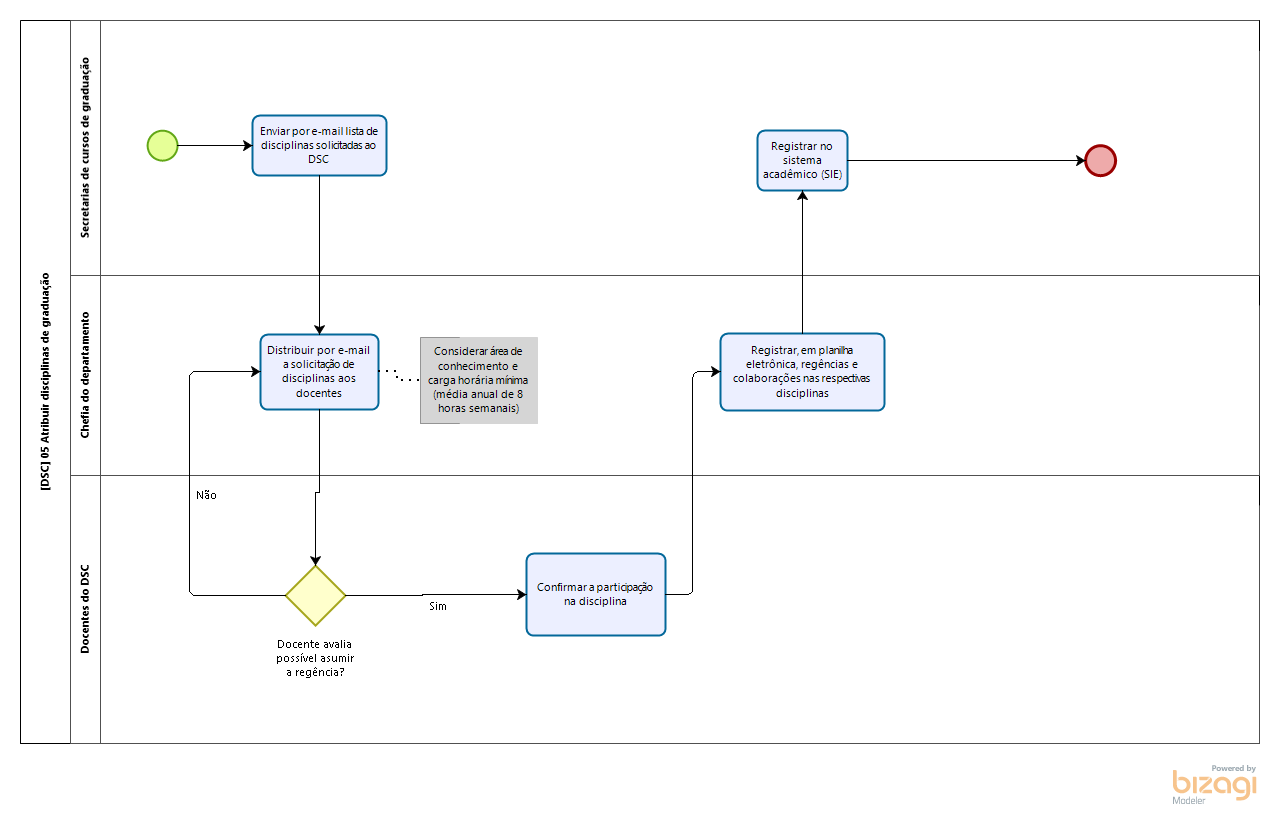 [DSC] 05 Atribuir disciplinas de graduação
Secretarias de cursos de graduação
Enviar por e-mail lista de
disciplinas solicitadas ao
DSC
Registrar no
sistema
acadêmico (SIE)
Chefia do departamento
Distribuir por e-mail
a solicitação de
disciplinas aos
docentes
Considerar área de
conhecimento e
carga horária mínima
(média anual de 8
horas semanais)
Registrar, em planilha
eletrônica, regências e
colaborações nas respectivas
disciplinas
Docentes do DSC
Não
Sim
Docente avalia
possível asumir
a regência?
Confirmar a participação
na disciplina
Powered by
bizagi
Modeler